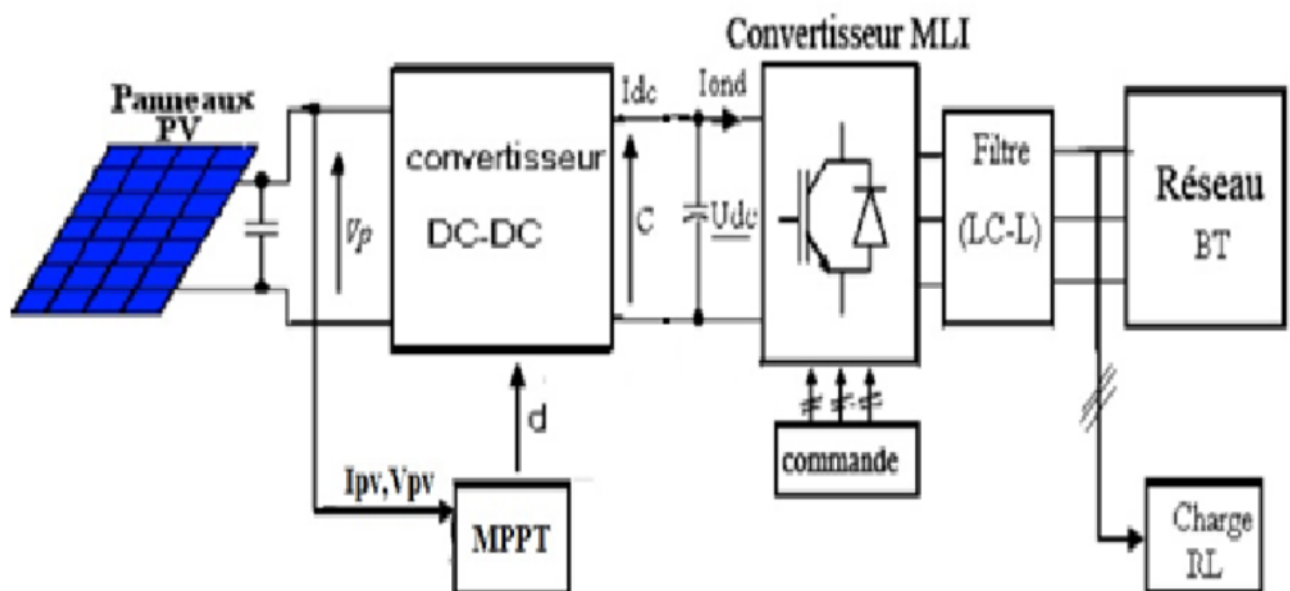 Convertisseur MLI
Panneaux
PV
Idc
Iond
convertisseur
DC-DC
Vp
C
Udc
Filtre
(LC-L)
Réseau
BT
d
commande
Ipv,Vpv
MPPT
Charge
RL